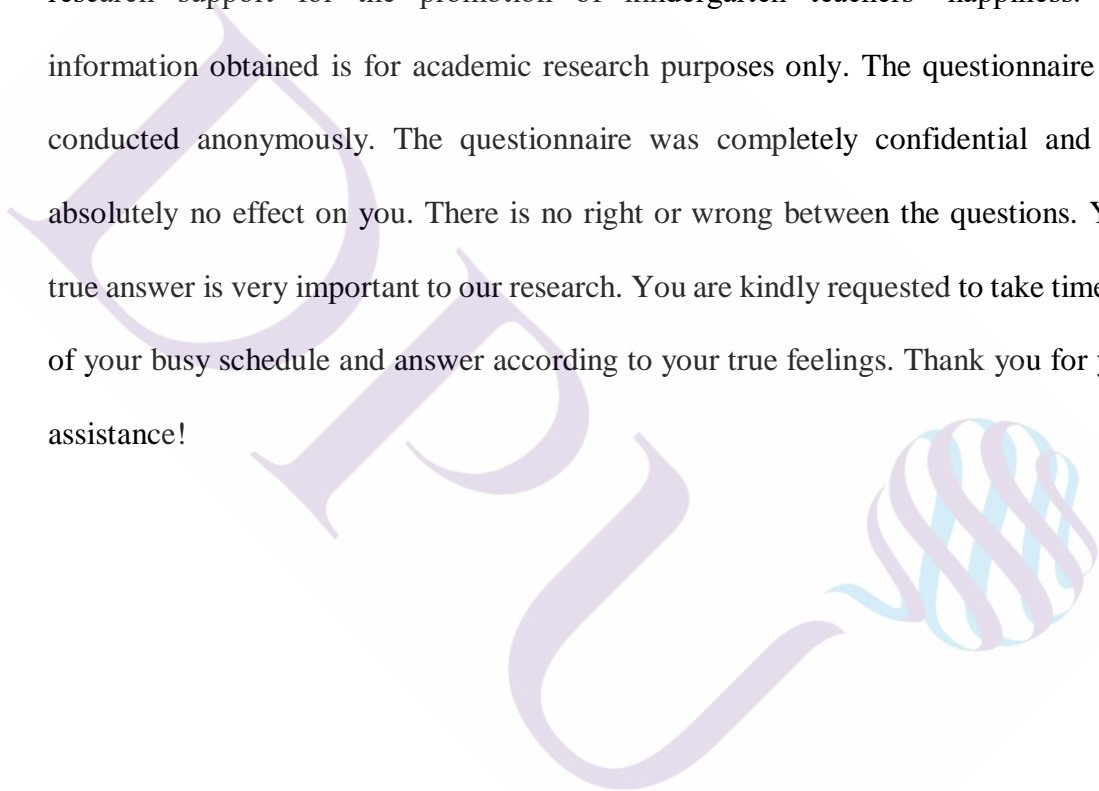 research support for the promotion of kindergarten teachers' happiness.
information obtained is for academic research purposes only. The questionnaire
conducted anonymously. The questionnaire was completely confidential and
absolutely no effect on you. There is no right or wrong between the questions. Y
true answer is very important to our research. You are kindly requested to take time
of your busy schedule and answer according to your true feelings. Thank you for y
assistance!
DPU